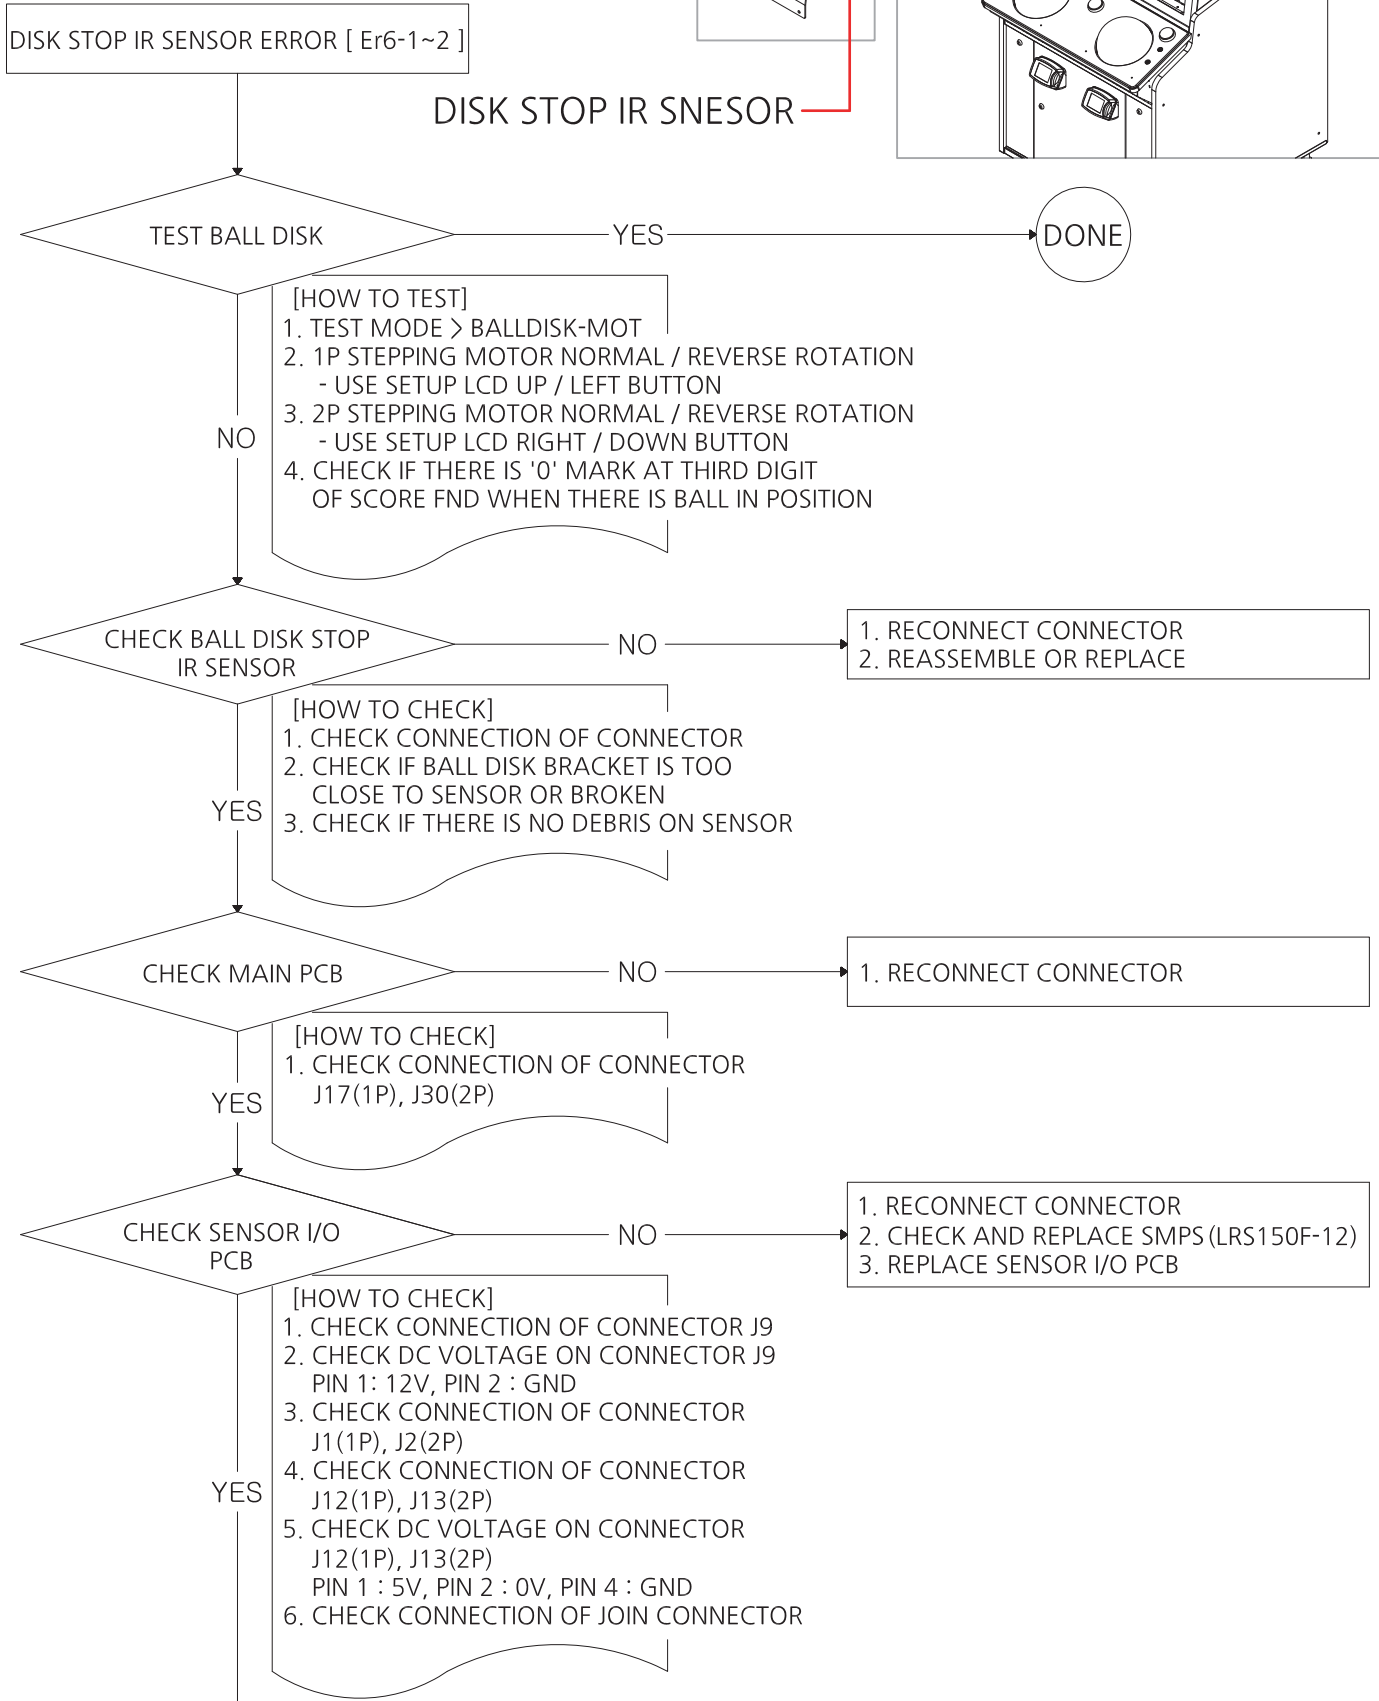 DISK STOP IR SENSOR ERROR [ Er6-1~2 ]
DISK STOP IR SNESOR
TEST BALL DISK
YES
DONE
[HOW TO TEST]
1. TEST MODE > BALLDISK-MOT
2. 1P STEPPING MOTOR NORMAL / REVERSE ROTATION
- USE SETUP LCD UP / LEFT BUTTON
3. 2P STEPPING MOTOR NORMAL / REVERSE ROTATION
- USE SETUP LCD RIGHT / DOWN BUTTON
4. CHECK IF THERE IS '0' MARK AT THIRD DIGIT
OF SCORE FND WHEN THERE IS BALL IN POSITION
NO
CHECK BALL DISK STOP
IR SENSOR
NO
1. RECONNECT CONNECTOR
2. REASSEMBLE OR REPLACE
[HOW TO CHECK]
1. CHECK CONNECTION OF CONNECTOR
2. CHECK IF BALL DISK BRACKET IS TOO
CLOSE TO SENSOR OR BROKEN
3. CHECK IF THERE IS NO DEBRIS ON SENSOR
YES
CHECK MAIN PCB
NO
1. RECONNECT CONNECTOR
[HOW TO CHECK]
1. CHECK CONNECTION OF CONNECTOR
J17(1P), J30(2P)
YES
CHECK SENSOR I/O
PCB
NO
1. RECONNECT CONNECTOR
2. CHECK AND REPLACE SMPS(LRS150F-12)
3. REPLACE SENSOR I/O PCB
[HOW TO CHECK]
1. CHECK CONNECTION OF CONNECTOR J9
2. CHECK DC VOLTAGE ON CONNECTOR J9
PIN 1: 12V, PIN 2 : GND
3. CHECK CONNECTION OF CONNECTOR
J1(1P), J2(2P)
4. CHECK CONNECTION OF CONNECTOR
J12(1P), J13(2P)
5. CHECK DC VOLTAGE ON CONNECTOR
J12(1P), J13(2P)
PIN 1 : 5V, PIN 2 : 0V, PIN 4 : GND
6. CHECK CONNECTION OF JOIN CONNECTOR
YES